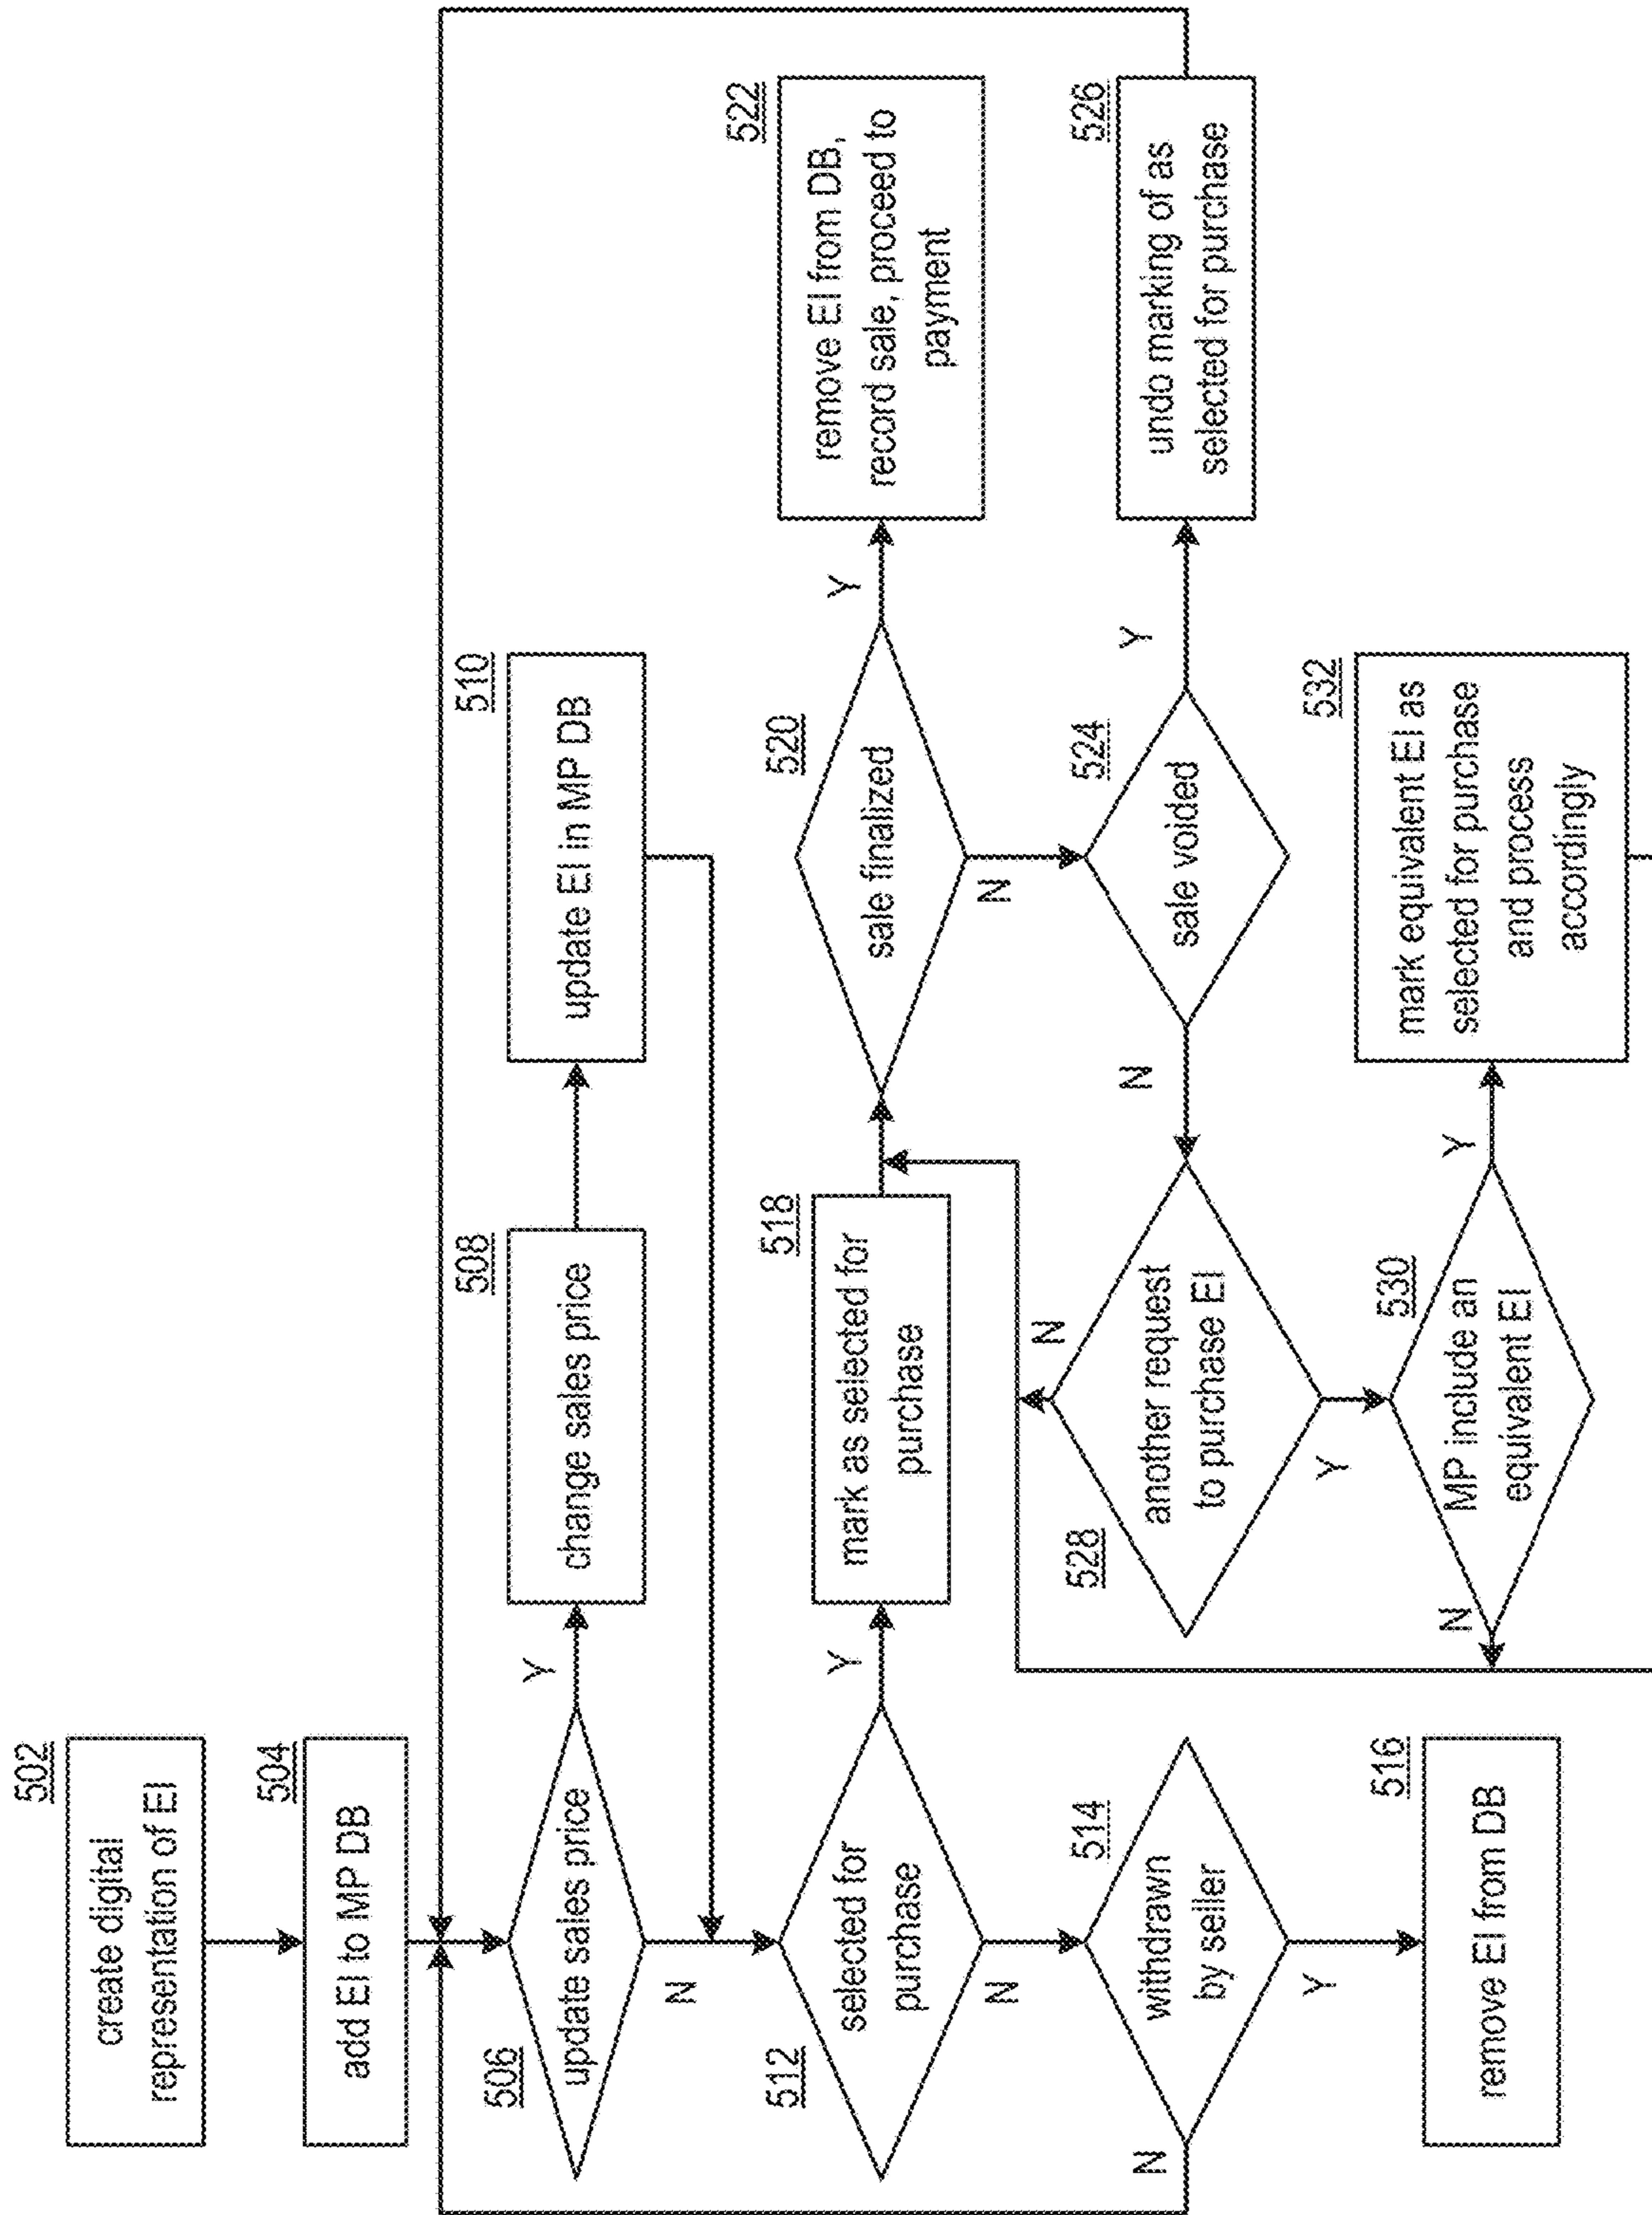 502
create digital
representation of EI
504
add EI to MP DB
506
update sales price
Y
N
508
change sales price
510
update EI in MP DB
512
selected for
purchase
Y
N
514
withdrawn
by seller
N
Y
516
remove EI from DB
518
mark as selected for
purchase
520
sale finalized
Y
N
522
remove EI from DB,
record sale, proceed to
payment
524
sale voided
Y
N
526
undo marking of as
selected for purchase
528
another request
to purchase EI
N
Y
530
MP include an
equivalent EI
N
Y
532
mark equivalent EI as
selected for purchase
and process
accordingly